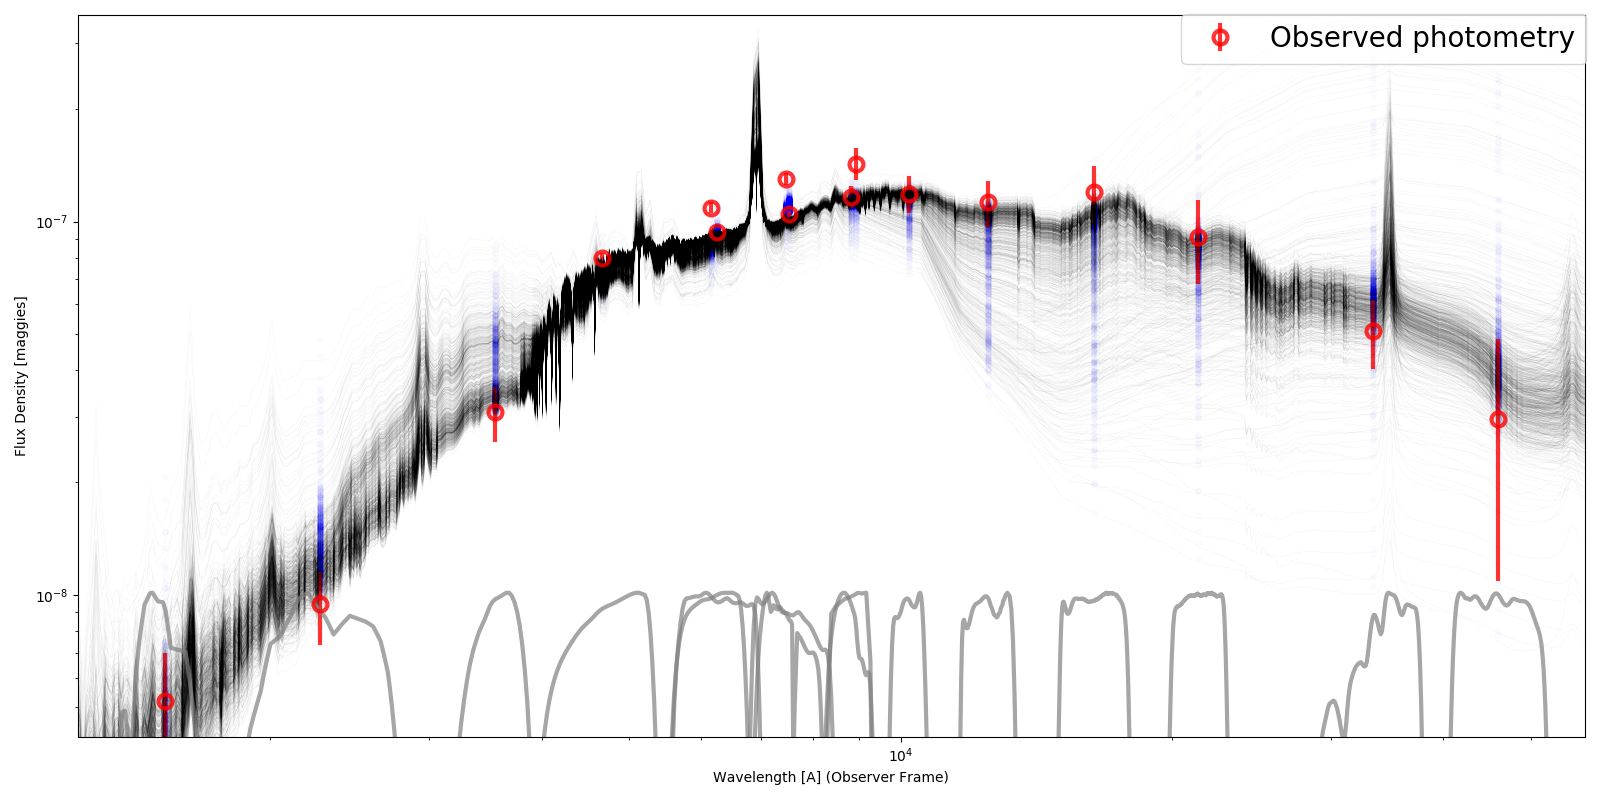 Observed photometry
10⁻⁷
10⁻⁸
Flux Density [maggies]
10⁴
Wavelength [A] (Observer Frame)